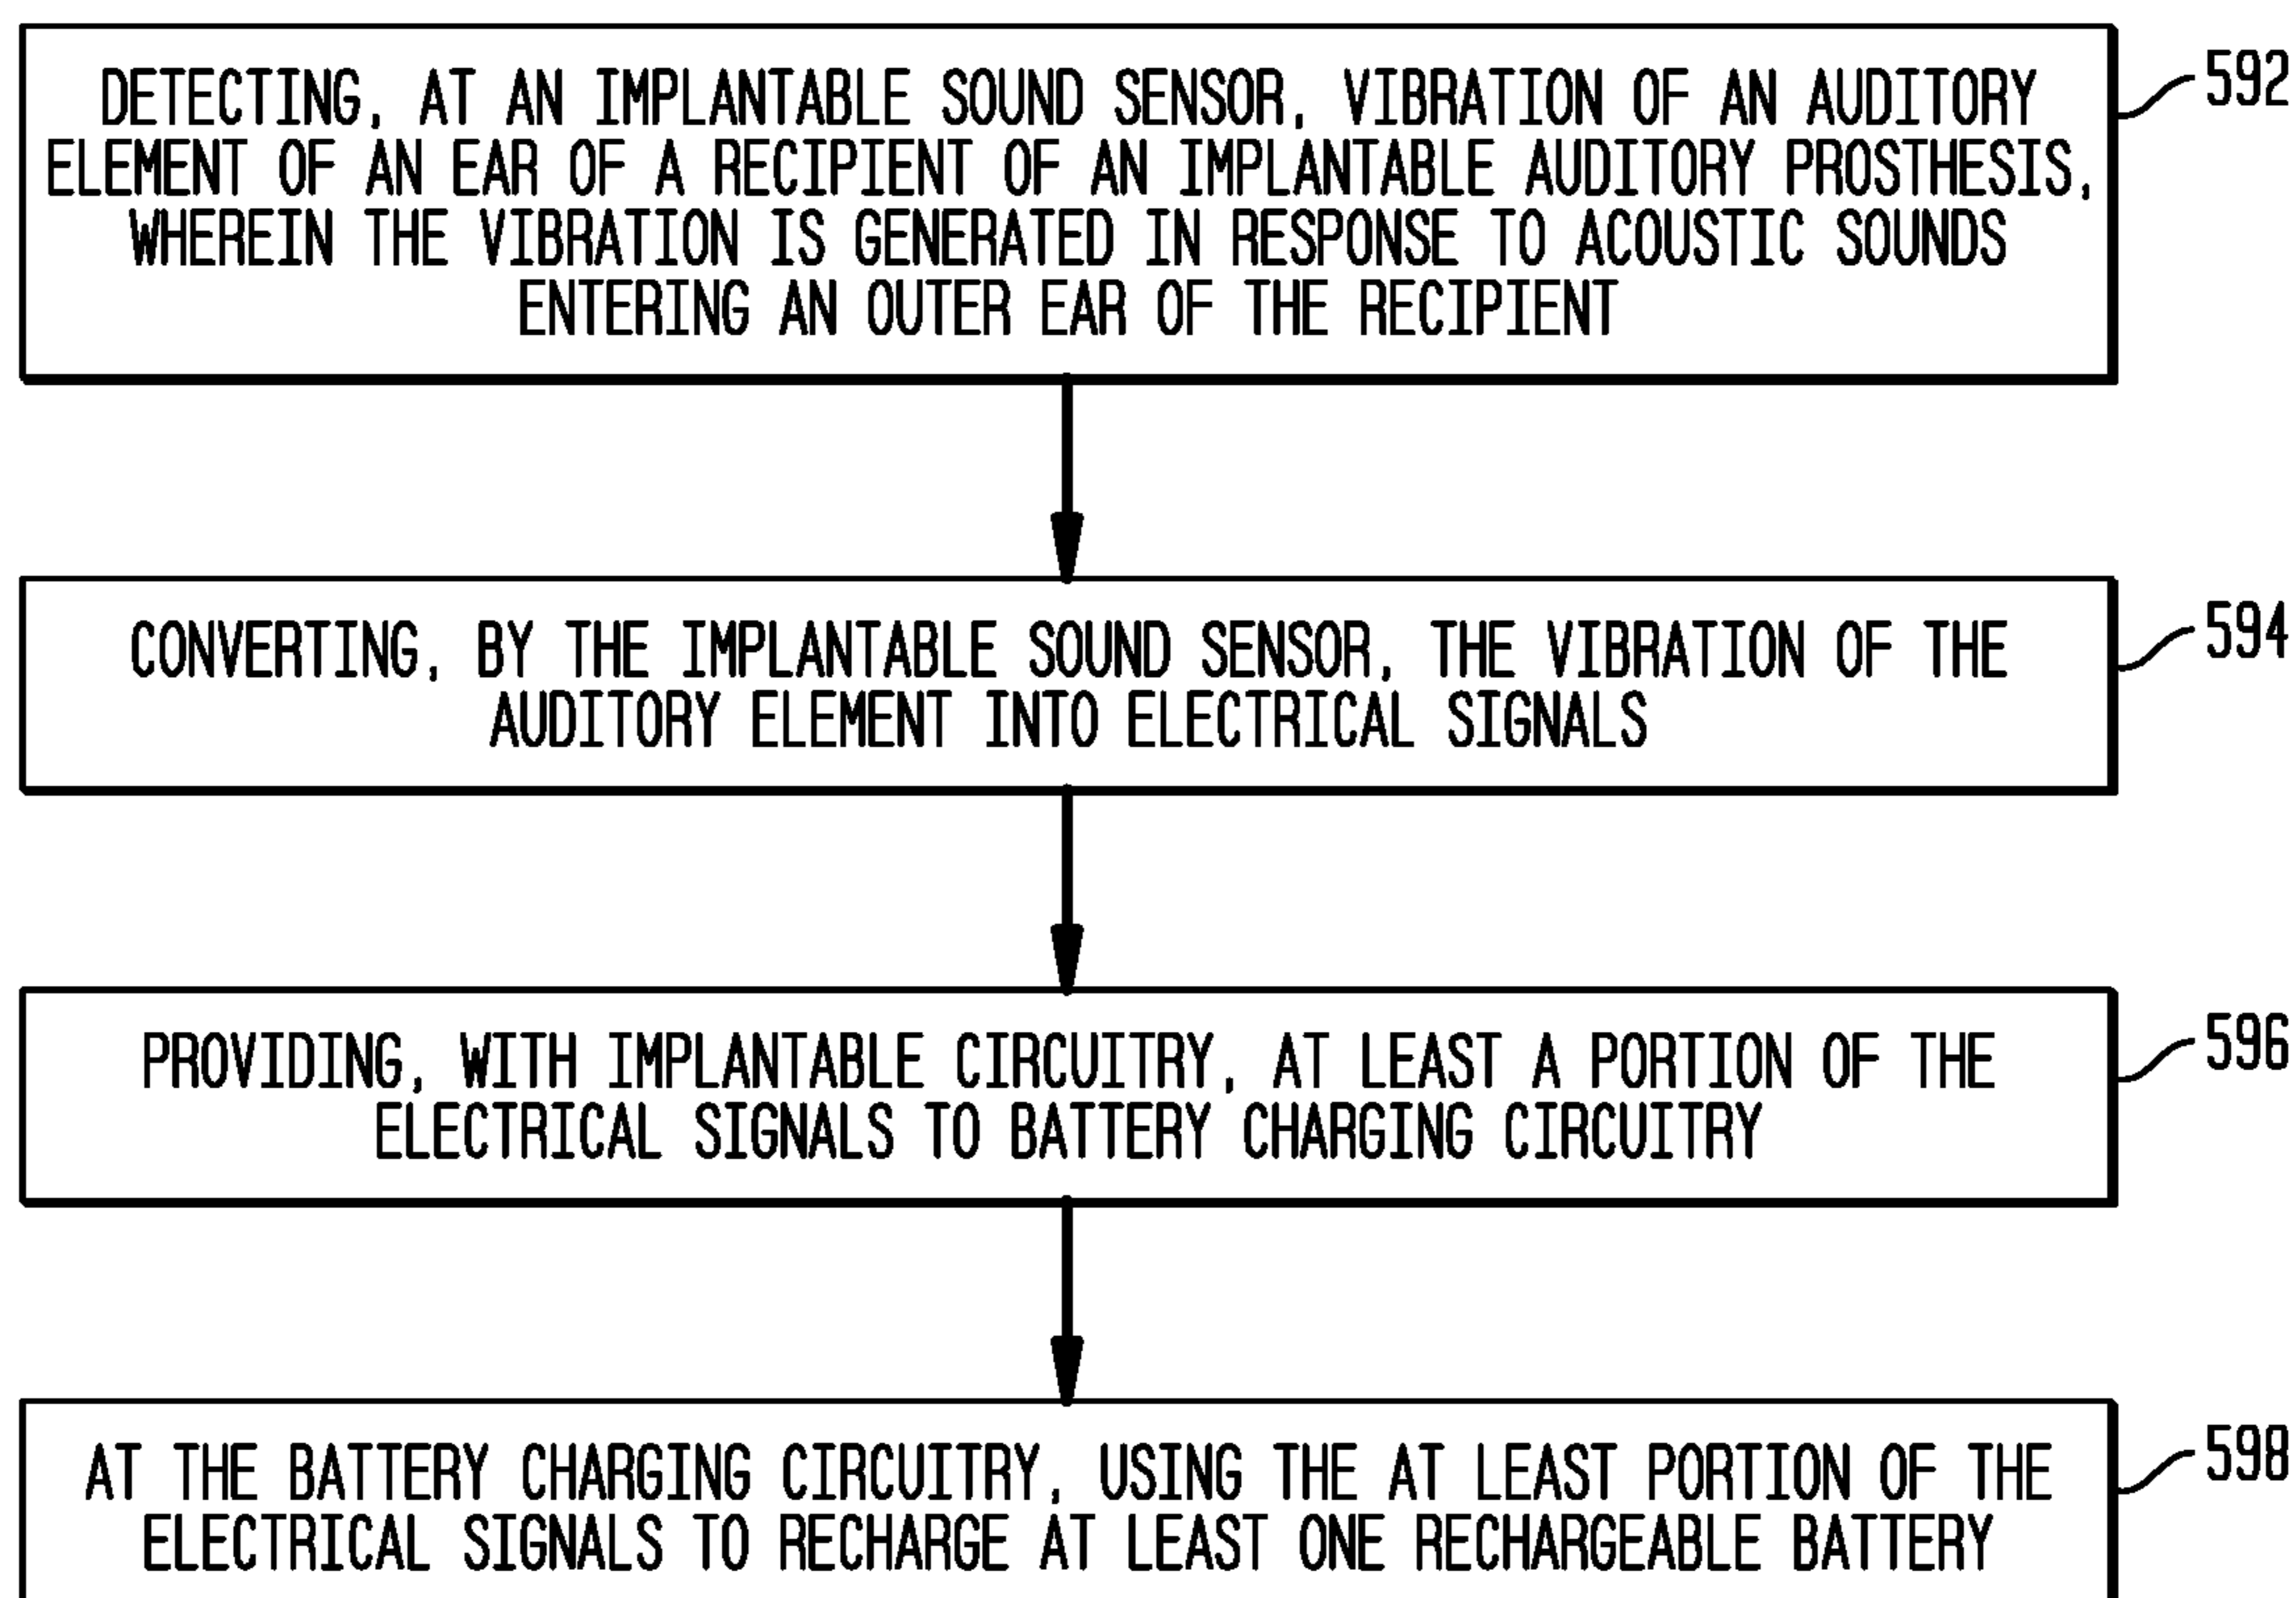 DETECTING, AT AN IMPLANTABLE SOUND SENSOR, VIBRATION OF AN AUDITORY
ELEMENT OF AN EAR OF A RECIPIENT OF AN IMPLANTABLE AUDITORY PROSTHESIS,
WHEREIN THE VIBRATION IS GENERATED IN RESPONSE TO ACOUSTIC SOUNDS
ENTERING AN OUTER EAR OF THE RECIPIENT
592
CONVERTING, BY THE IMPLANTABLE SOUND SENSOR, THE VIBRATION OF THE
AUDITORY ELEMENT INTO ELECTRICAL SIGNALS
594
PROVIDING, WITH IMPLANTABLE CIRCUITRY, AT LEAST A PORTION OF THE
ELECTRICAL SIGNALS TO BATTERY CHARGING CIRCUITRY
596
AT THE BATTERY CHARGING CIRCUITRY, USING THE AT LEAST PORTION OF THE
ELECTRICAL SIGNALS TO RECHARGE AT LEAST ONE RECHARGEABLE BATTERY
598